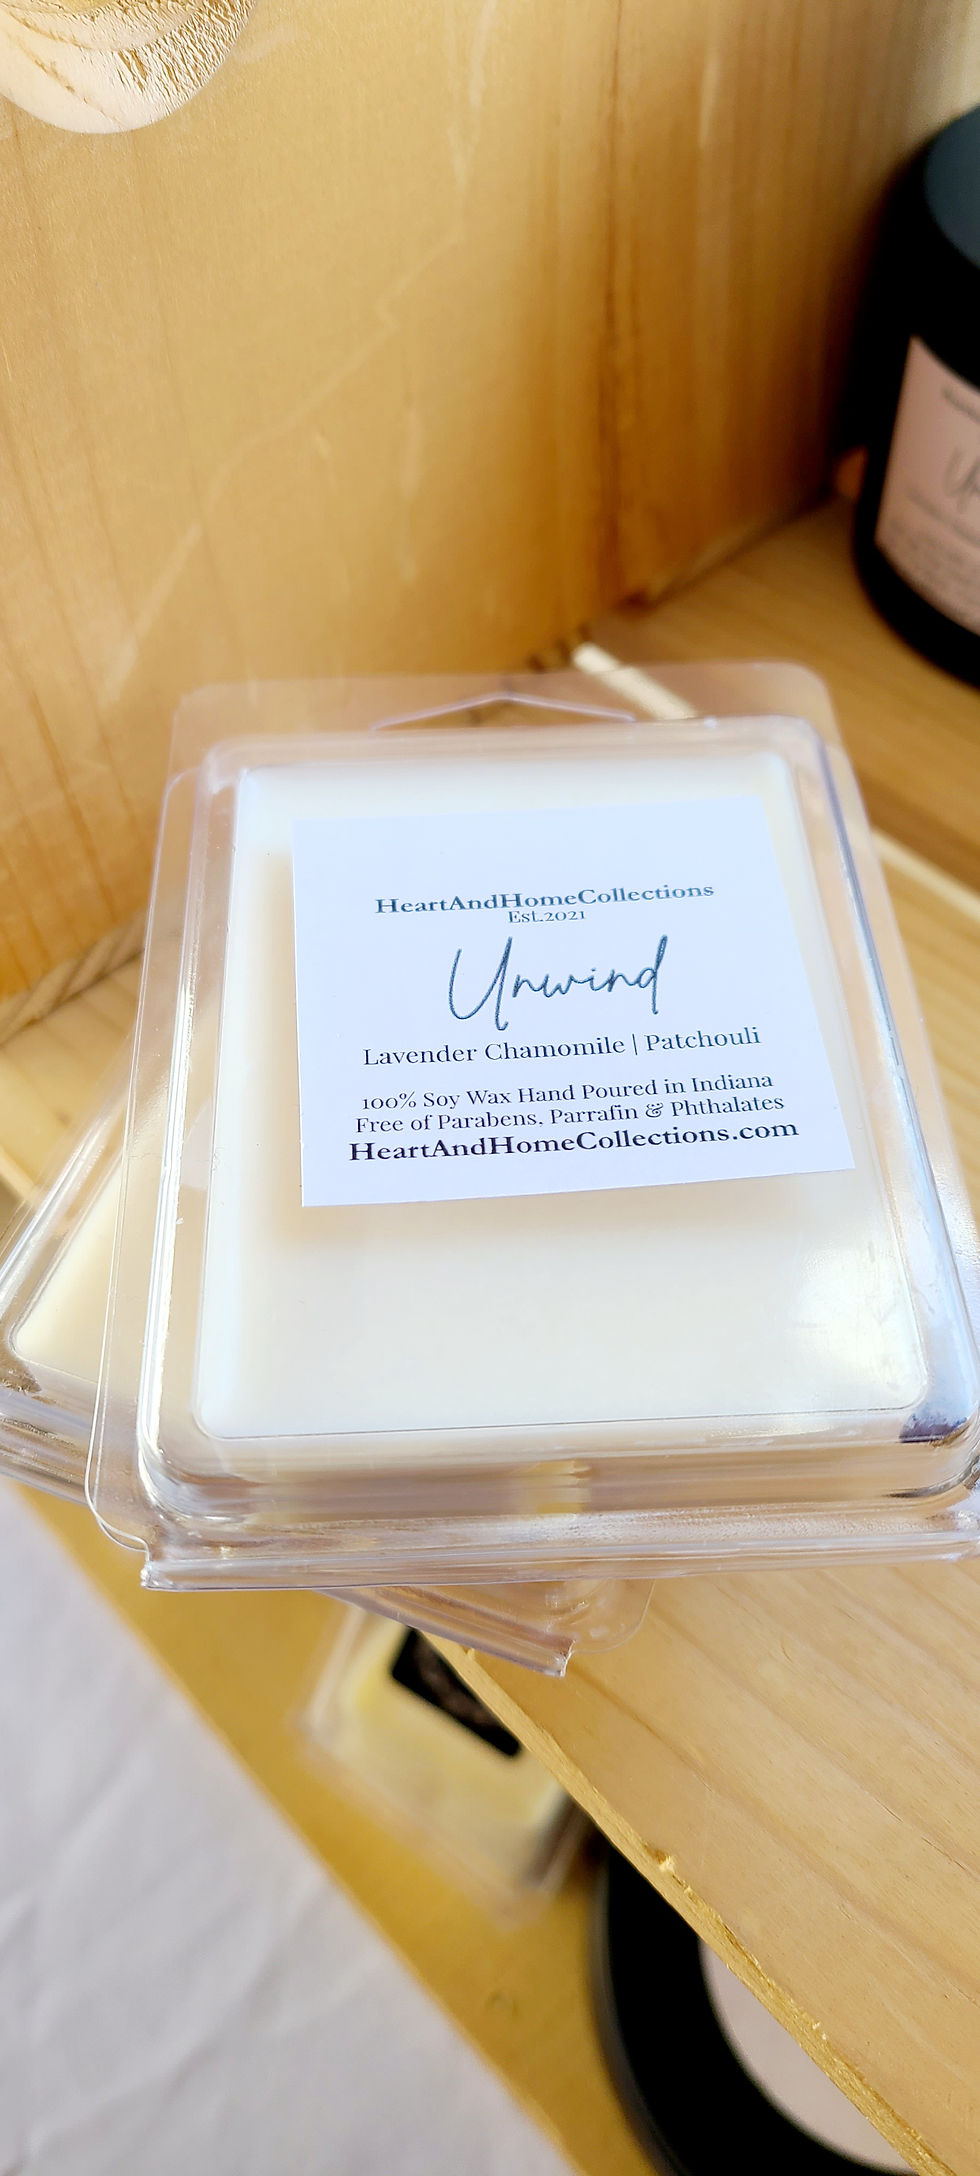 HeartAndHomeCollections
Est.2021
Unwind
Lavender Chamomile | Patchouli
100% Soy Wax Hand Poured in Indiana
Free of Parabens, Parrafin & Phthalates
HeartAndHomeCollections.com